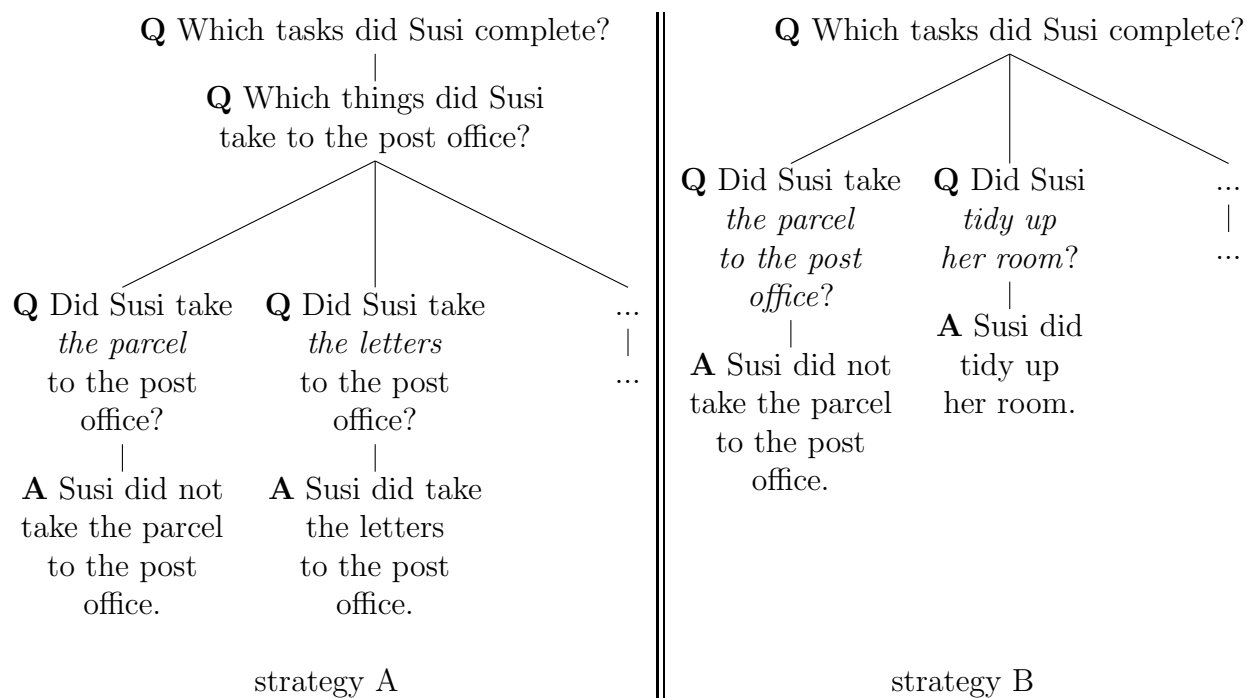 Q Which tasks did Susi complete?
Q Which things did Susi
take to the post office?
Q Did Susi take
the parcel
to the post
office?
A Susi did not
take the parcel
to the post
office.
Q Did Susi take
the letters
to the post
office?
A Susi did take
the letters
to the post
office.
...
...
strategy A
Q Which tasks did Susi complete?
Q Did Susi take
the parcel
to the post
office?
A Susi did not
take the parcel
to the post
office.
Q Did Susi
tidy up
her room?
A Susi did
tidy up
her room.
...
...
strategy B